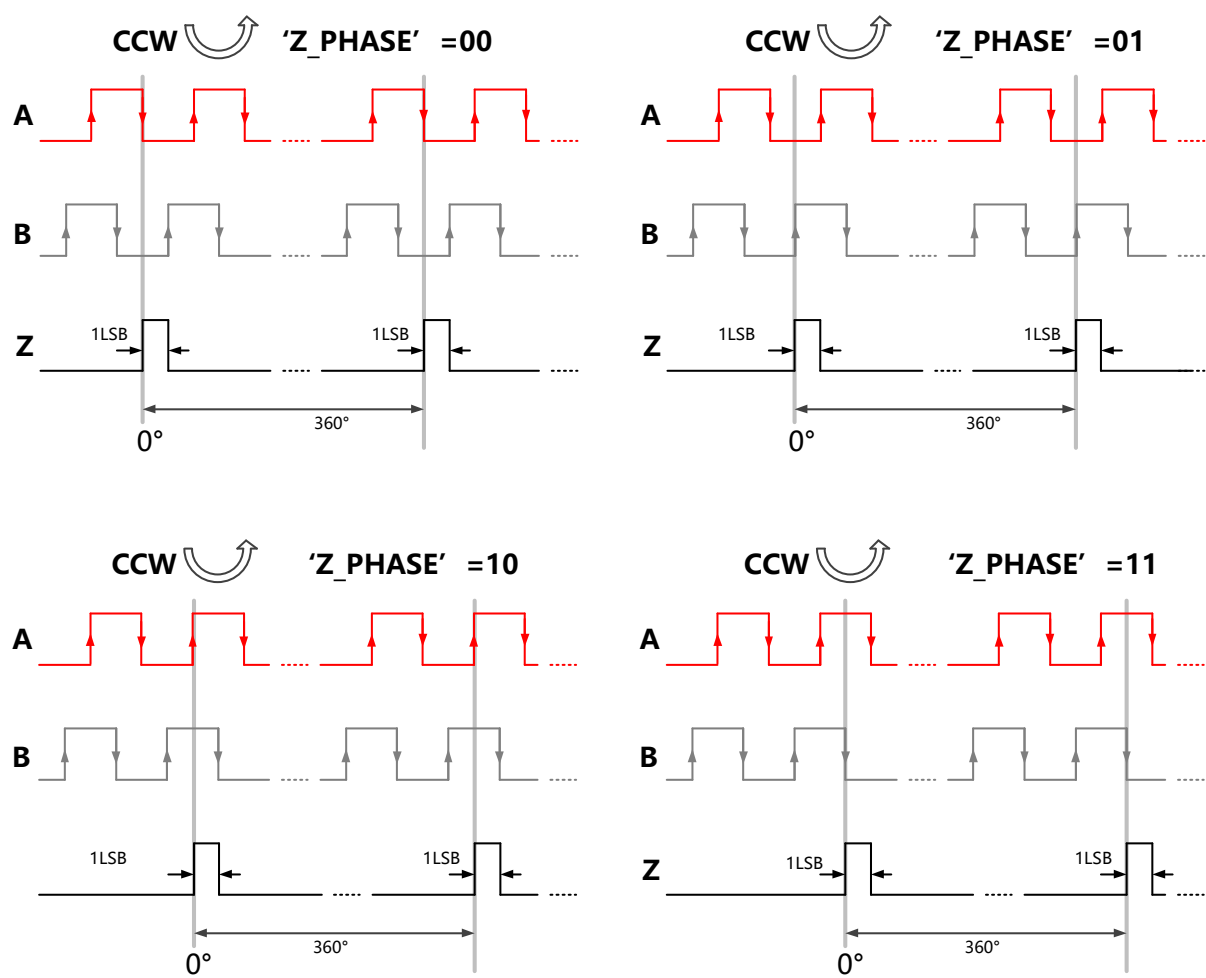 CCW 'Z_PHASE' =00
A
B
1LSB 1LSB
Z
360°
0°
CCW 'Z_PHASE' =01
A
B
1LSB 1LSB
Z
360°
0°
CCW 'Z_PHASE' =10
A
B
1LSB 1LSB
360°
0°
CCW 'Z_PHASE' =11
A
B
1LSB 1LSB
Z
360°
0°